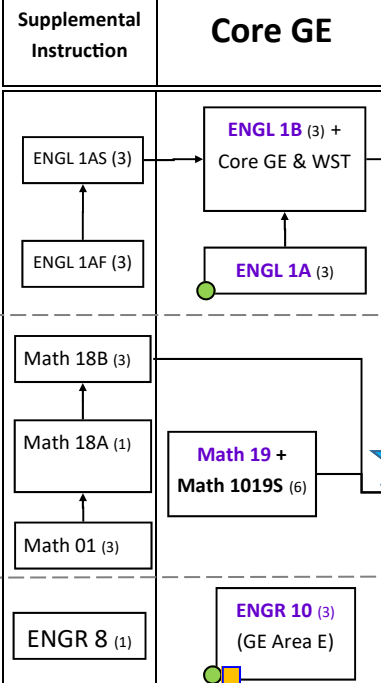 Supplemental
Instruction
Core GE
ENGL 1AS (3)
ENGL 1B (3) +
Core GE & WST
ENGL 1AF (3)
ENGL 1A (3)
Math 18B (3)
Math 18A (1)
Math 19 +
Math 1019S (6)
Math 01 (3)
ENGR 8 (1)
ENGR 10 (3)
(GE Area E)